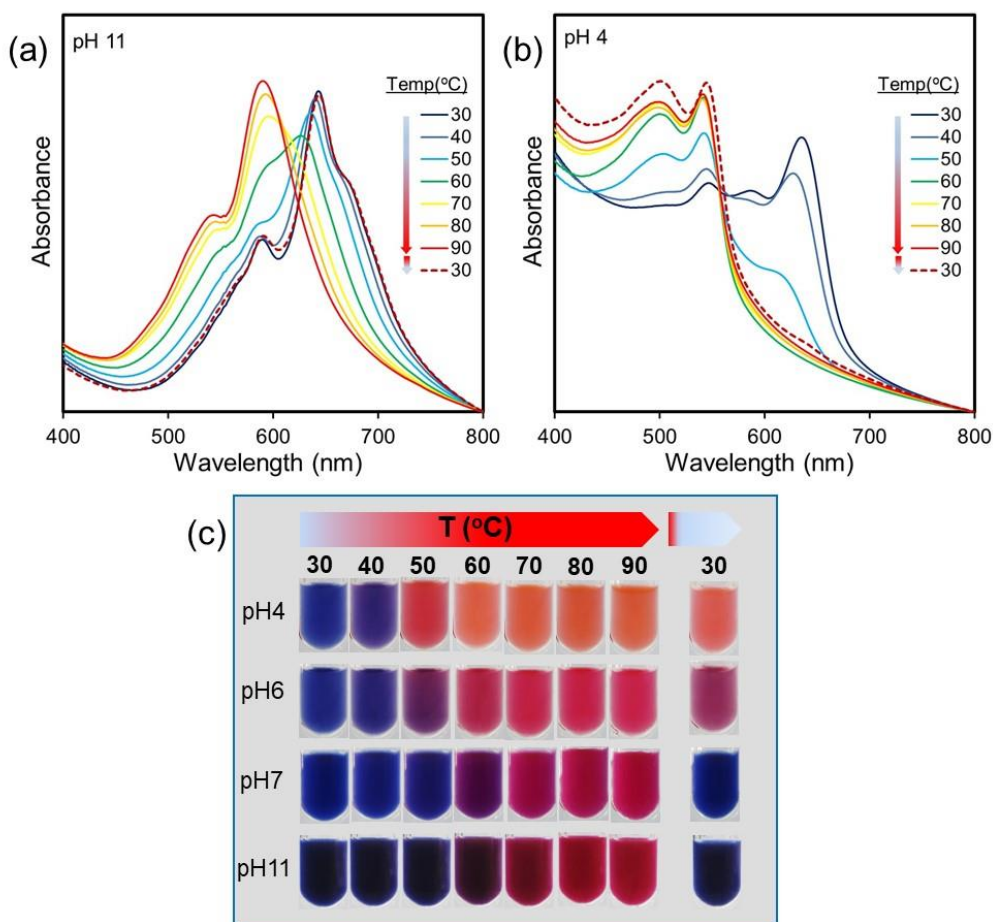 (a)
pH 11
Absorbance
Temp(°C)
30
40
50
60
70
80
90
30
400 500 600 700 800
Wavelength (nm)
(b)
pH 4
Absorbance
Temp(°C)
30
40
50
60
70
80
90
30
400 500 600 700 800
Wavelength (nm)
(c)
T (°C)
30 40 50 60 70 80 90 30
pH4
pH6
pH7
pH11